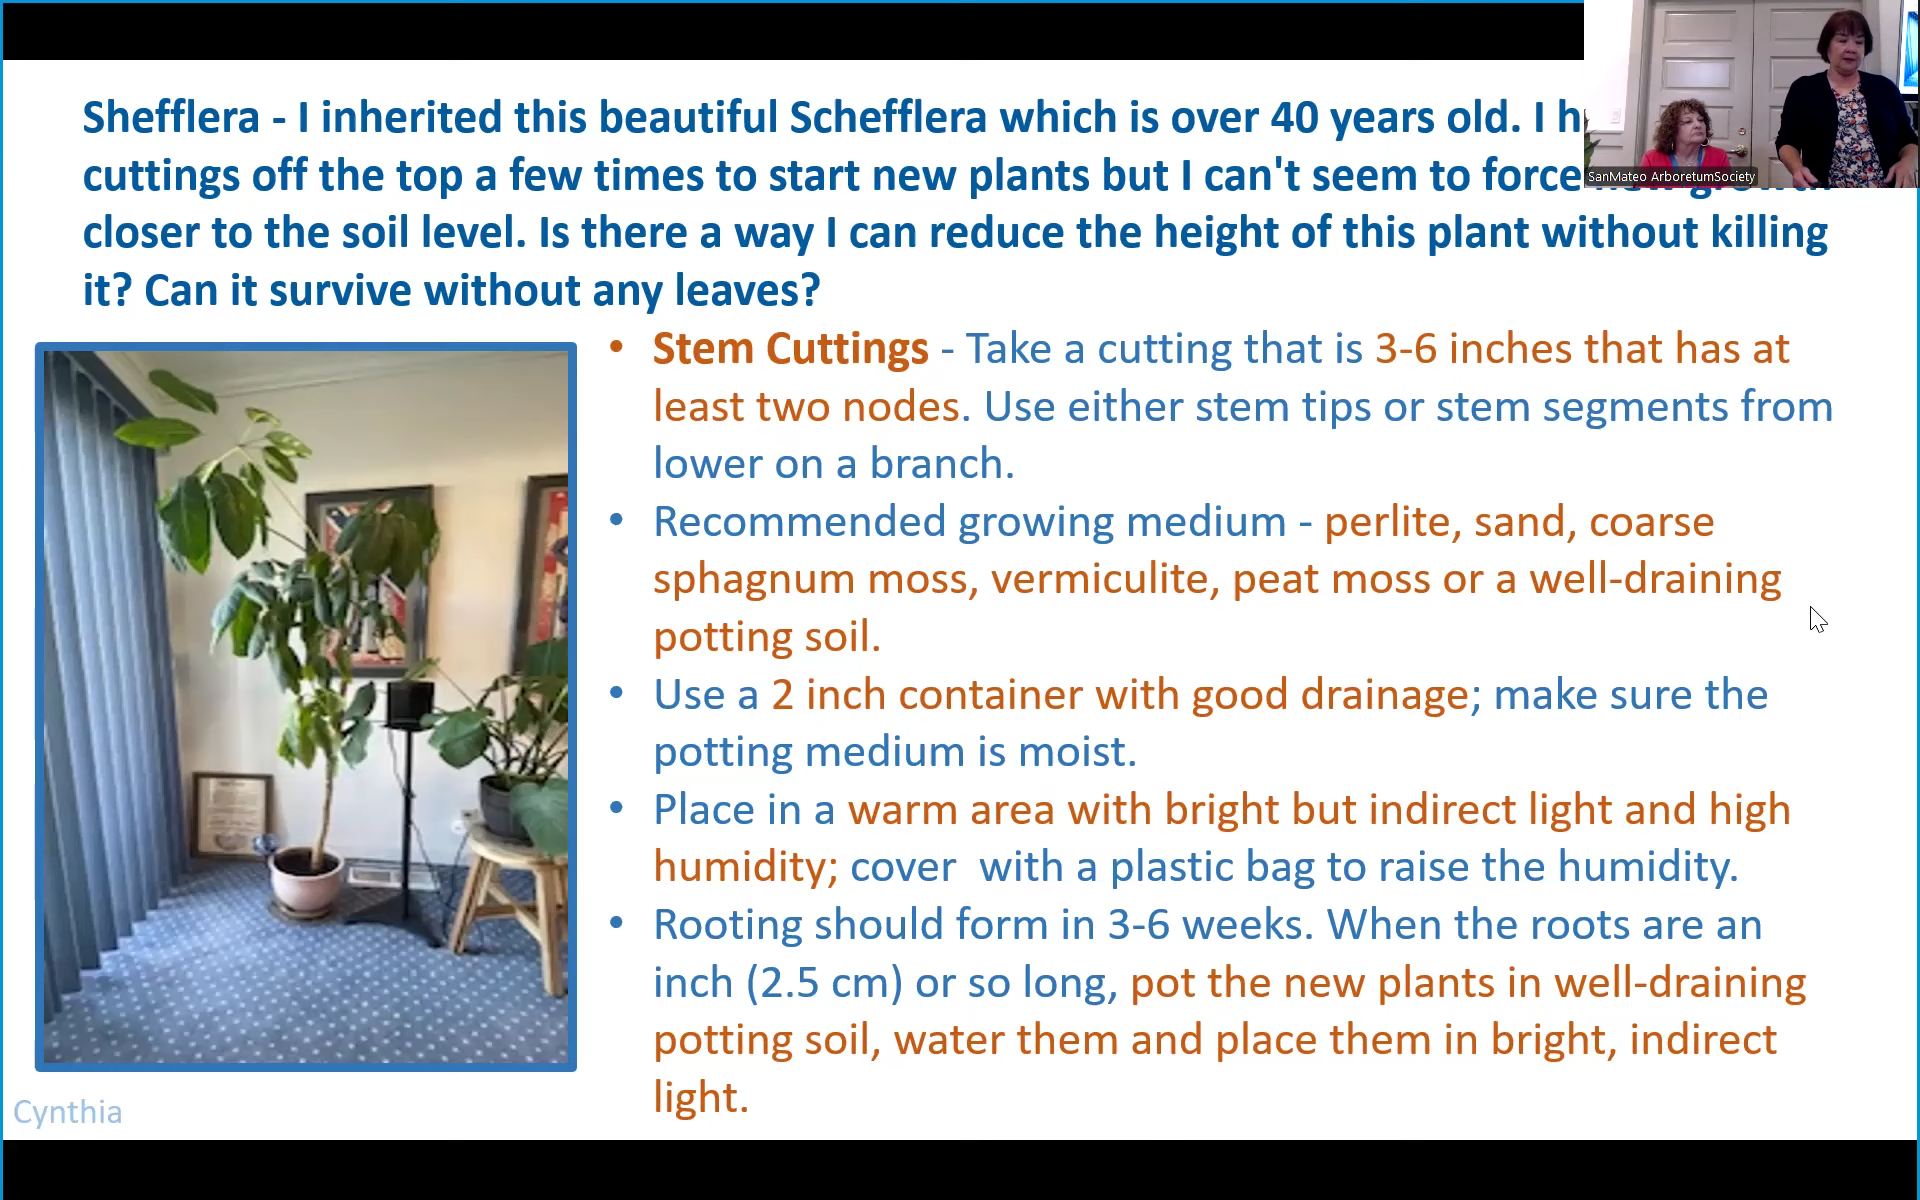 Shefflera - I inherited this beautiful Schefflera which is over 40 years old. I h
cuttings off the top a few times to start new plants but I can't seem to force
closer to the soil level. Is there a way I can reduce the height of this plant without killing
it? Can it survive without any leaves?
SanMateo ArboretumSociety
• Stem Cuttings - Take a cutting that is 3-6 inches that has at
least two nodes. Use either stem tips or stem segments from
lower on a branch.
• Recommended growing medium - perlite, sand, coarse
sphagnum moss, vermiculite, peat moss or a well-draining
potting soil.
• Use a 2 inch container with good drainage; make sure the
potting medium is moist.
• Place in a warm area with bright but indirect light and high
humidity; cover  with a plastic bag to raise the humidity.
• Rooting should form in 3-6 weeks. When the roots are an
inch (2.5 cm) or so long, pot the new plants in well-draining
potting soil, water them and place them in bright, indirect
light.
Cynthia